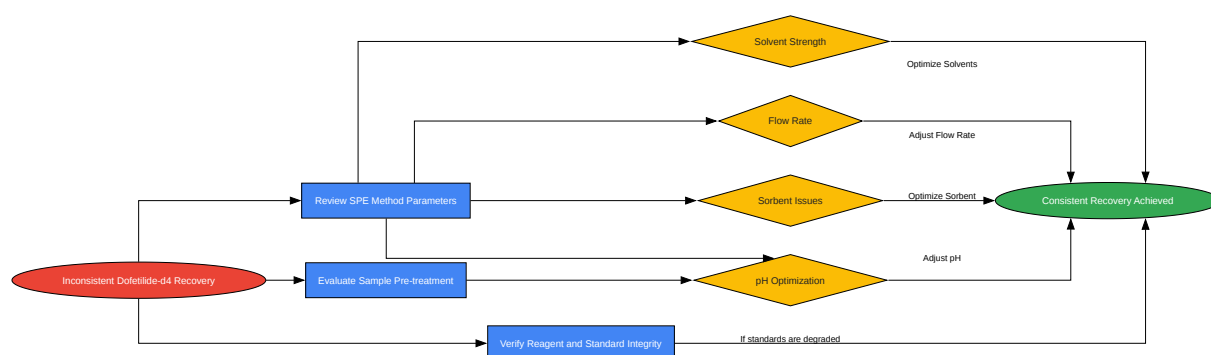 Solvent Strength
Optimize Solvents
Flow Rate
Adjust Flow Rate
Review SPE Method Parameters
Sorbent Issues
Optimize Sorbent
Consistent Recovery Achieved
Inconsistent Dofetilide-d4 Recovery
Evaluate Sample Pre-treatment
pH Optimization
Adjust pH
Verify Reagent and Standard Integrity
If standards are degraded